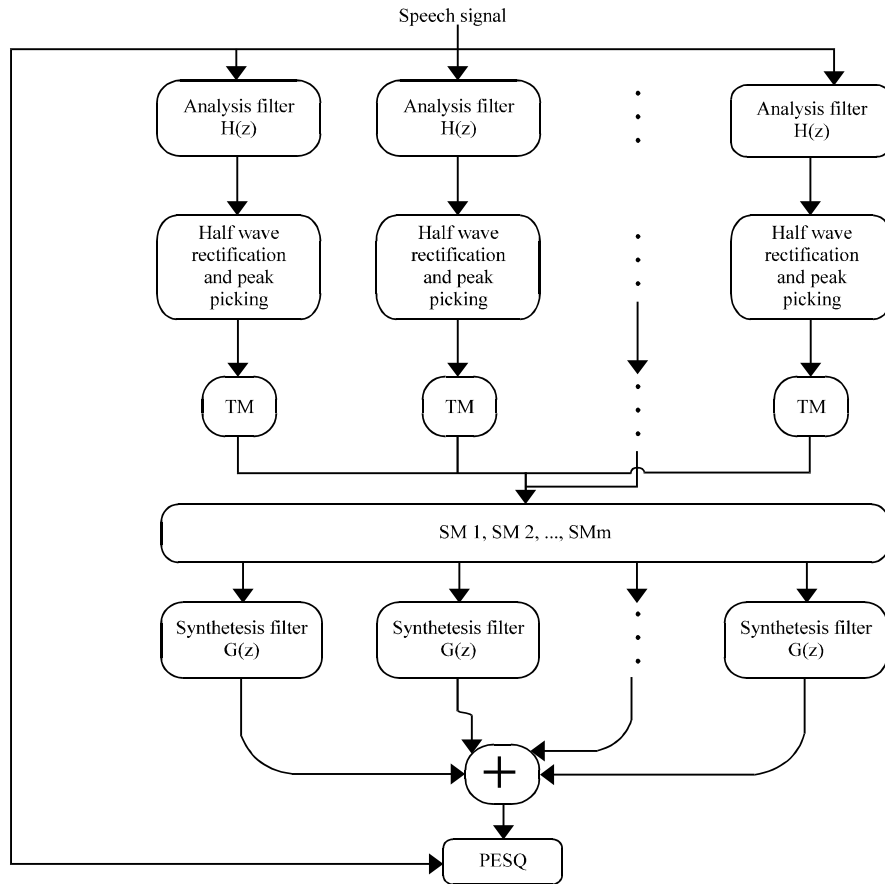 Speech signal
Analysis filter
H(z)
Analysis filter
H(z)
Analysis filter
H(z)
Half wave
rectification
and peak
picking
Half wave
rectification
and peak
picking
Half wave
rectification
and peak
picking
TM
TM
TM
SM 1, SM 2, ..., SMm
Synthetesis filter
G(z)
Synthetesis filter
G(z)
Synthetesis filter
G(z)
+
PESQ